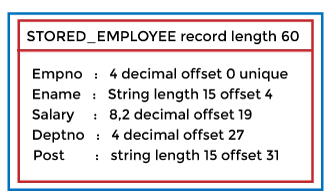 STORED_EMPLOYEE record length 60
Empno : 4 decimal offset 0 unique
Ename : String length 15 offset 4
Salary : 8,2 decimal offset 19
Deptno : 4 decimal offset 27
Post : string length 15 offset 31